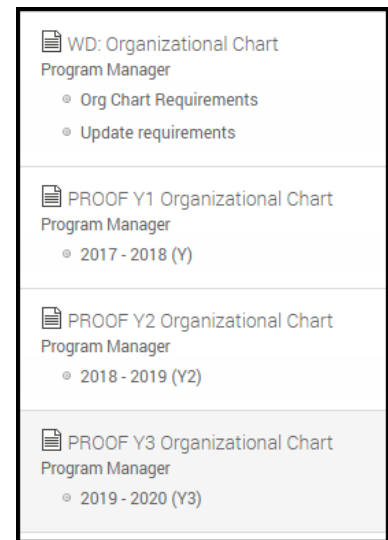 WD: Organizational Chart
Program Manager
Org Chart Requirements
Update requirements
PROOF Y1 Organizational Chart
Program Manager
2017 - 2018 (Y)
PROOF Y2 Organizational Chart
Program Manager
2018 - 2019 (Y2)
PROOF Y3 Organizational Chart
Program Manager
2019 - 2020 (Y3)